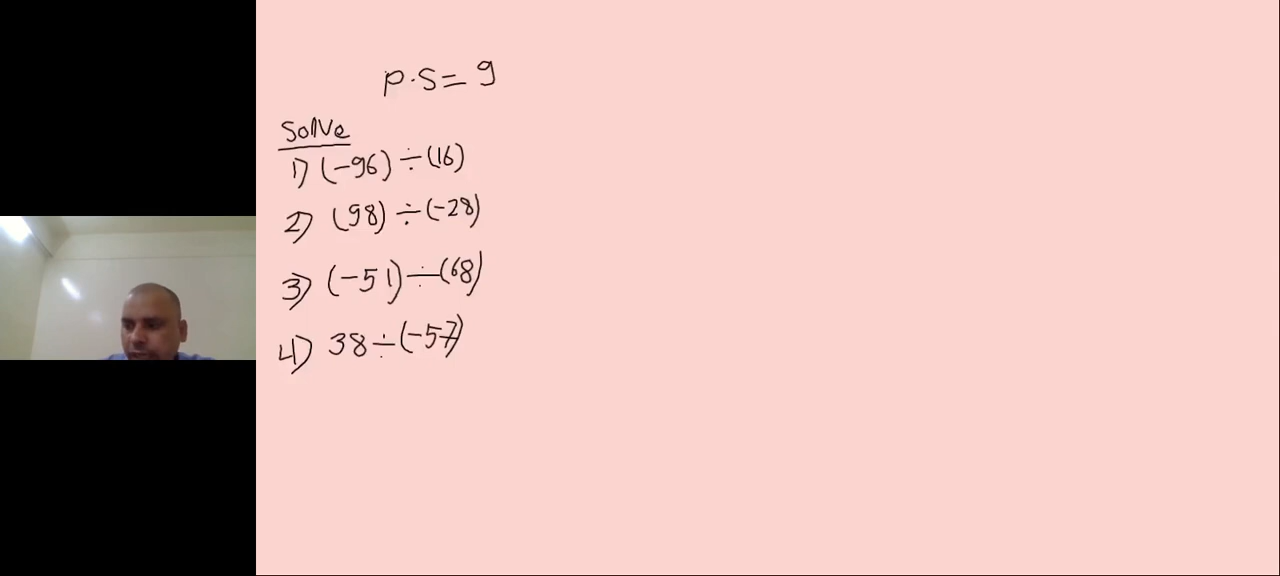 P.S = 9
Solve
1) (-96) ÷ (16)
2) (98) ÷ (-28)
3) (-51) ÷ (68)
4) 38 ÷ (-57)